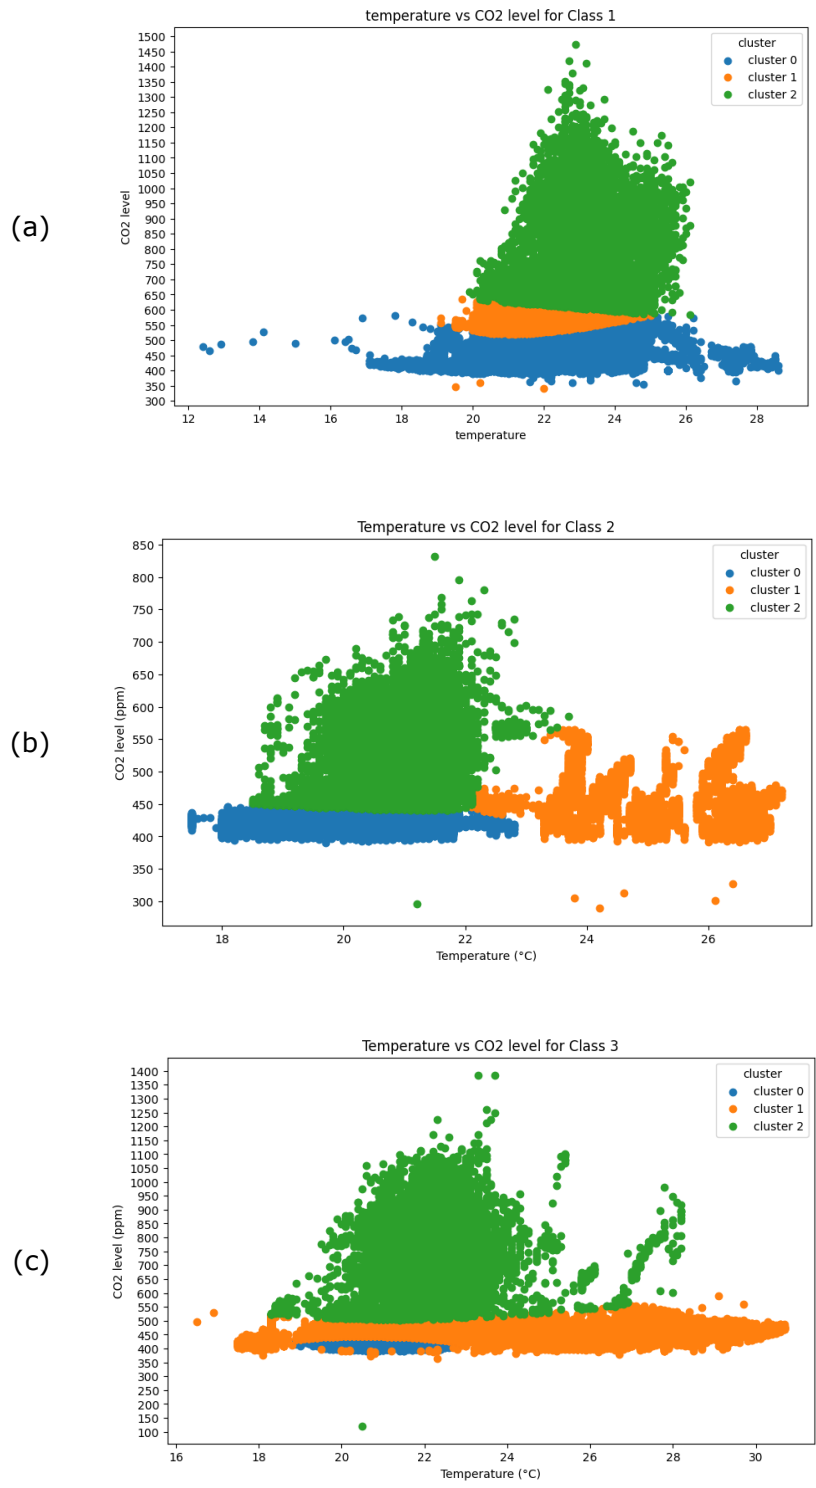 temperature vs CO2 level for Class 1
1500
1450
1400
1350
1300
1250
1200
1150
1100
1050
1000
950
900
850
800
750
700
650
600
550
500
450
400
350
300
CO2 level
cluster
cluster 0
cluster 1
cluster 2
(a)
12 14 16 18 20 22 24 26 28
temperature
Temperature vs CO2 level for Class 2
850
800
750
700
650
600
550
500
450
400
350
300
CO2 level (ppm)
cluster
cluster 0
cluster 1
cluster 2
(b)
18 20 22 24 26
Temperature (°C)
Temperature vs CO2 level for Class 3
1400
1350
1300
1250
1200
1150
1100
1050
1000
950
900
850
800
750
700
650
600
550
500
450
400
350
300
250
200
150
100
CO2 level (ppm)
cluster
cluster 0
cluster 1
cluster 2
(c)
16 18 20 22 24 26 28 30
Temperature (°C)